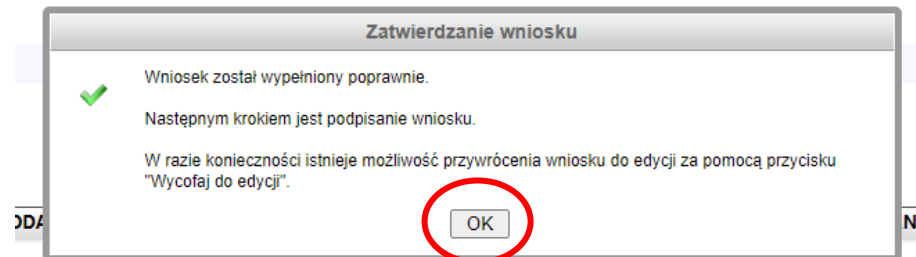 Zatwierdzanie wniosku
Wniosek został wypełniony poprawnie.
Następnym krokiem jest podpisanie wniosku.
W razie konieczności istnieje możliwość przywrócenia wniosku do edycji za pomocą przycisku
"Wycofaj do edycji".
OK